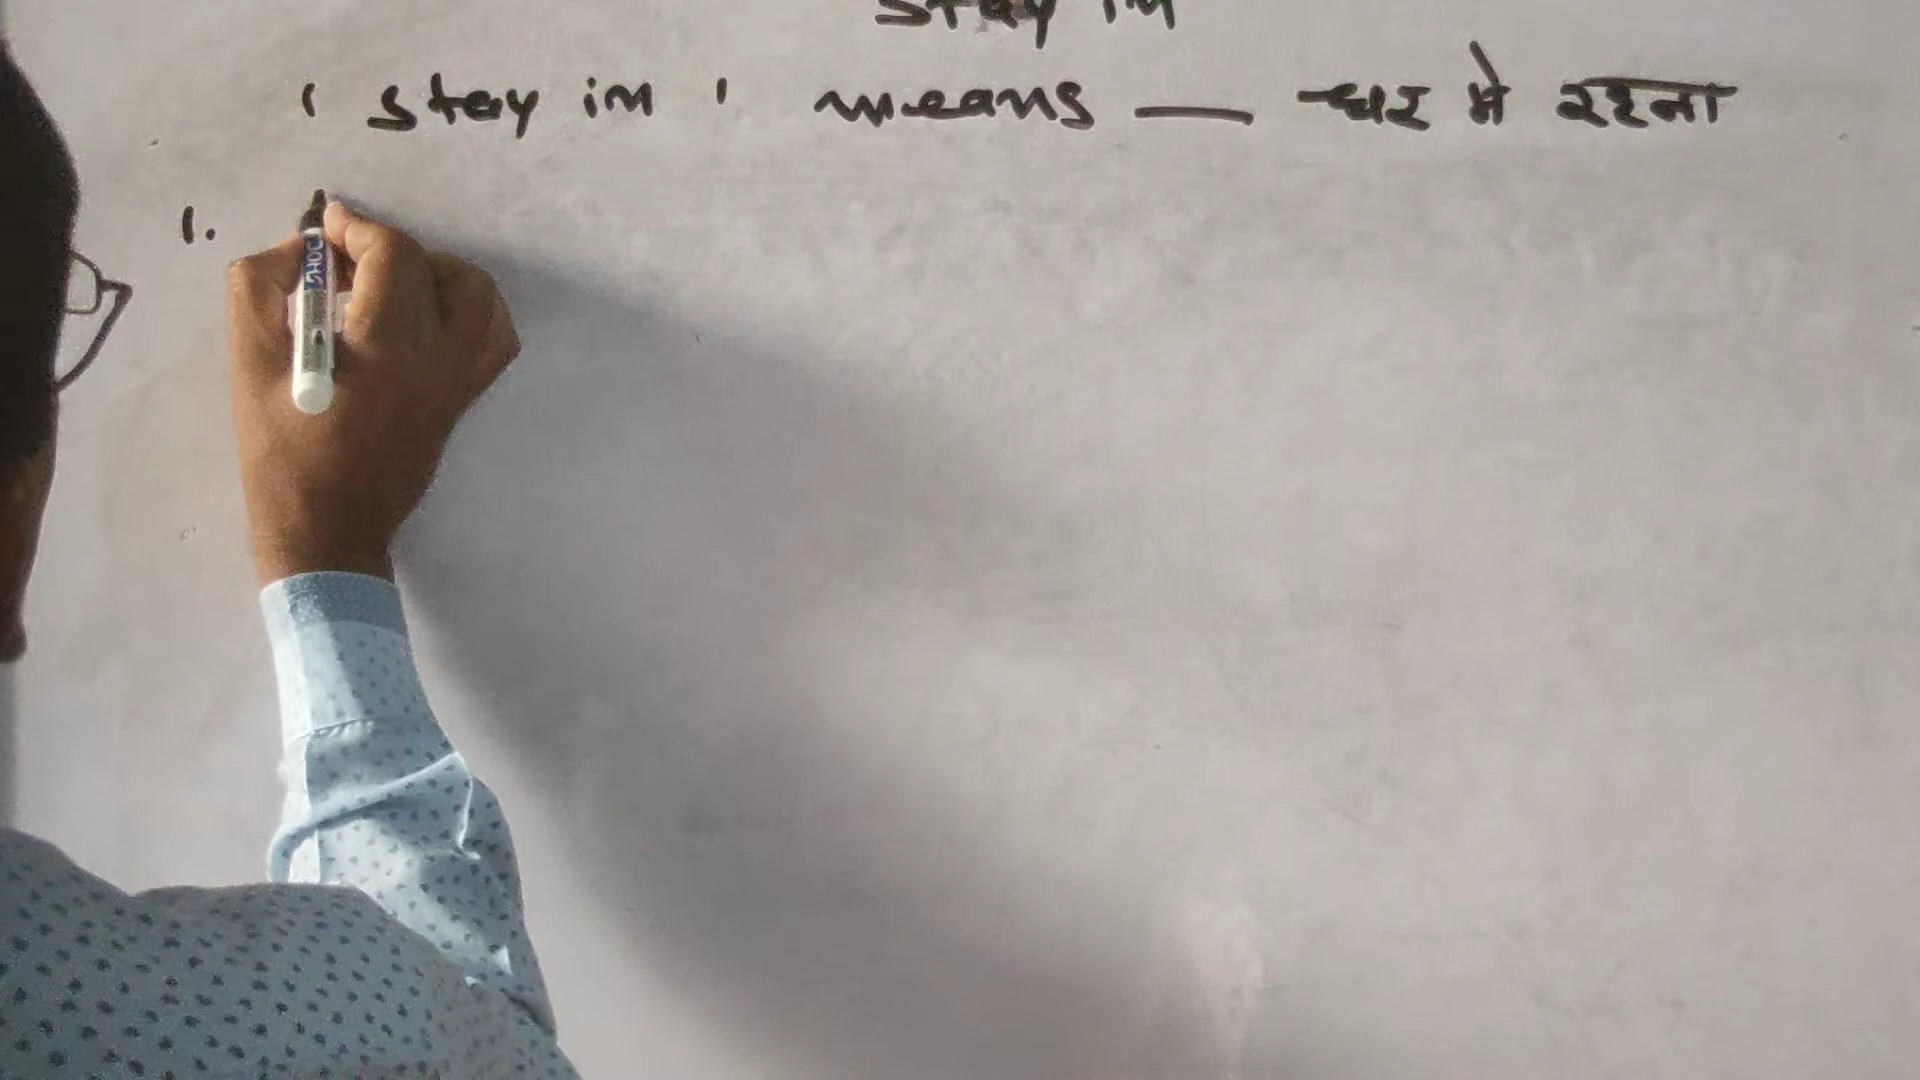 stay in
' stay in ' means — घर मे रहना
1.